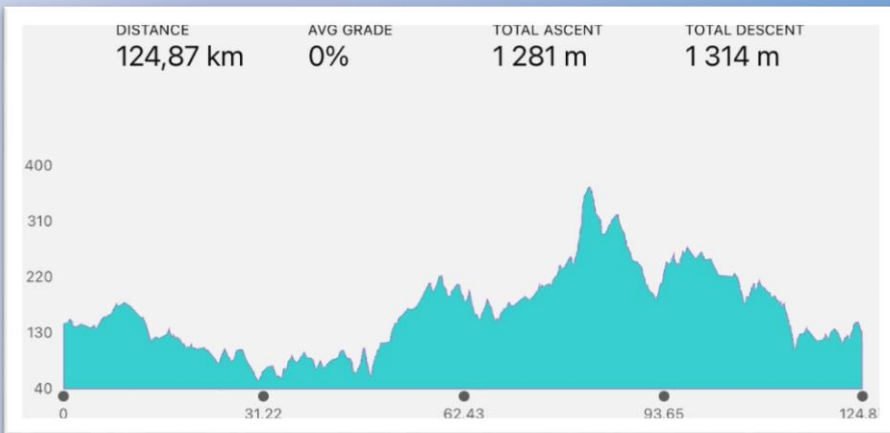 DISTANCE AVG GRADE TOTAL ASCENT TOTAL DESCENT
124,87 km 0% 1 281 m 1 314 m
400
310
220
130
40
0 31.22 62.43 93.65 124.8